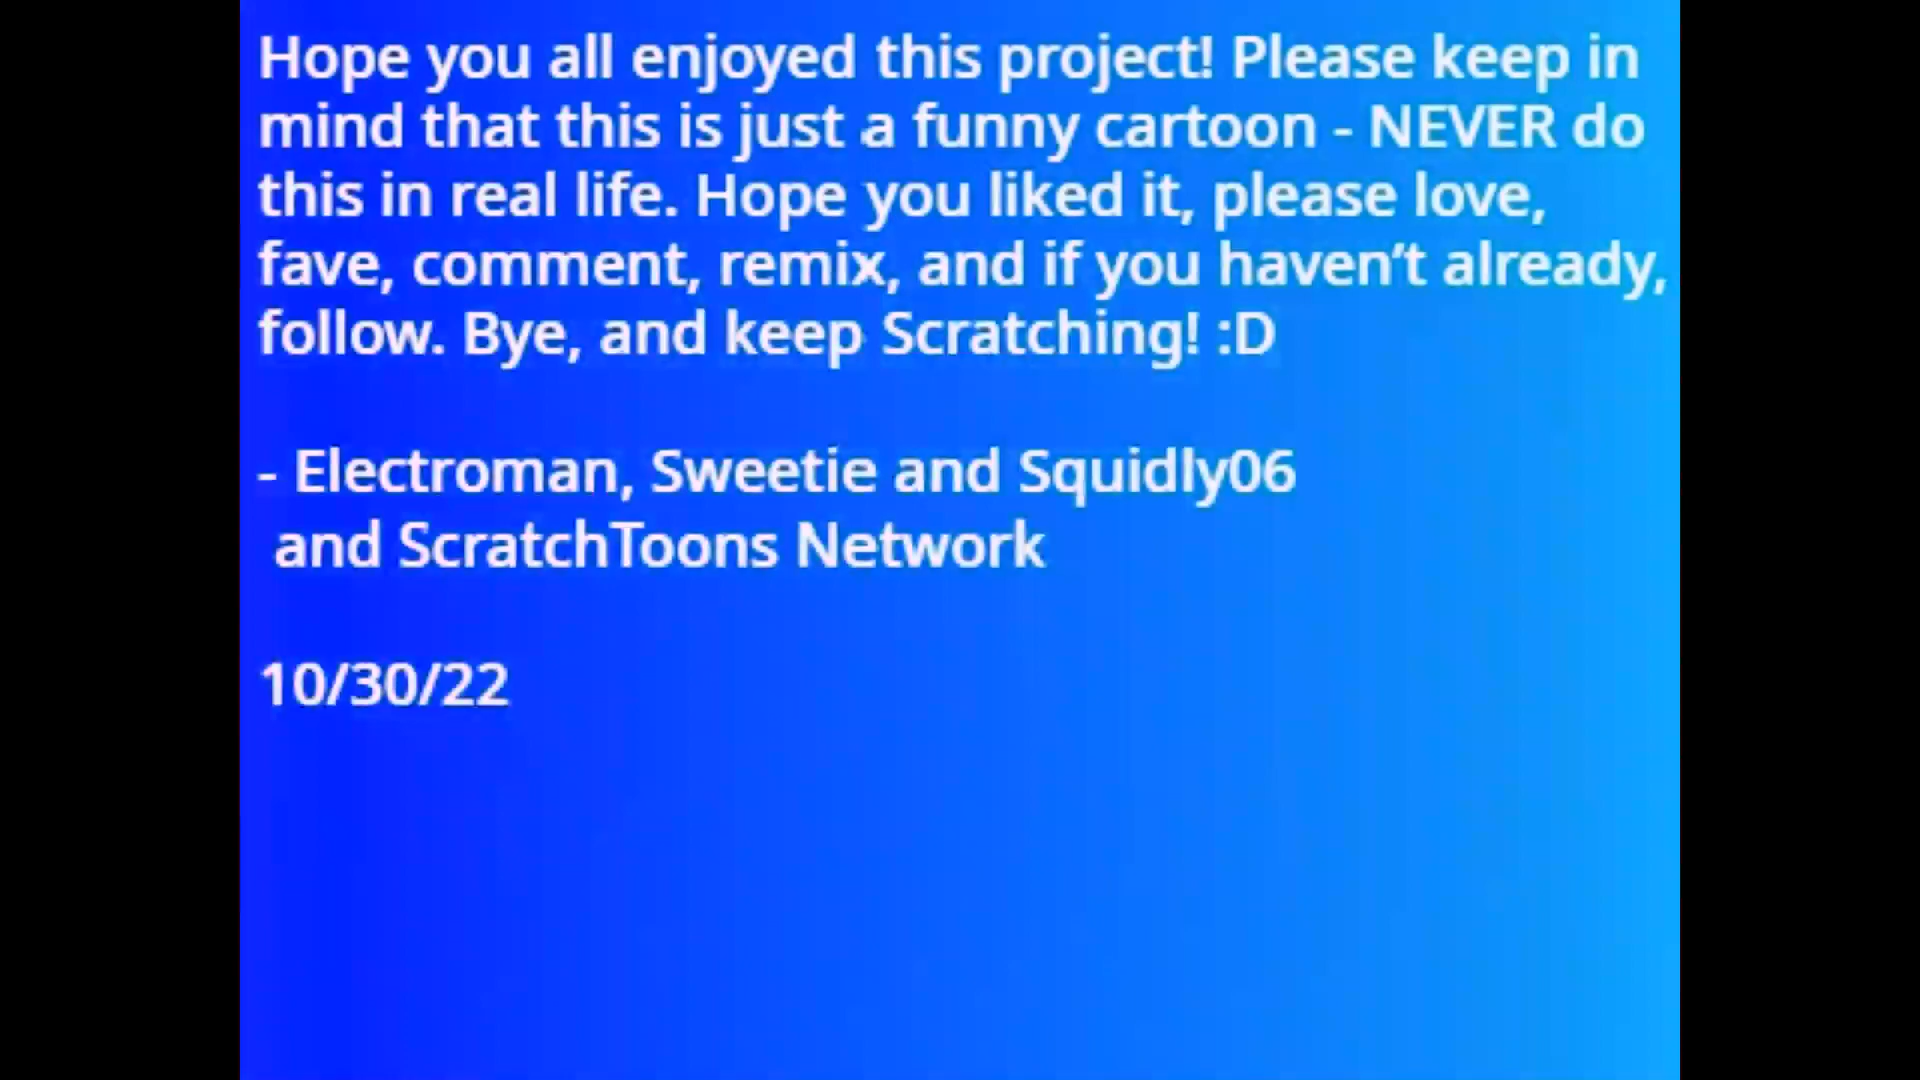 Hope you all enjoyed this project! Please keep in
mind that this is just a funny cartoon - NEVER do
this in real life. Hope you liked it, please love,
fave, comment, remix, and if you haven’t already,
follow. Bye, and keep Scratching! :D
- Electroman, Sweetie and Squidly06
and ScratchToons Network
10/30/22